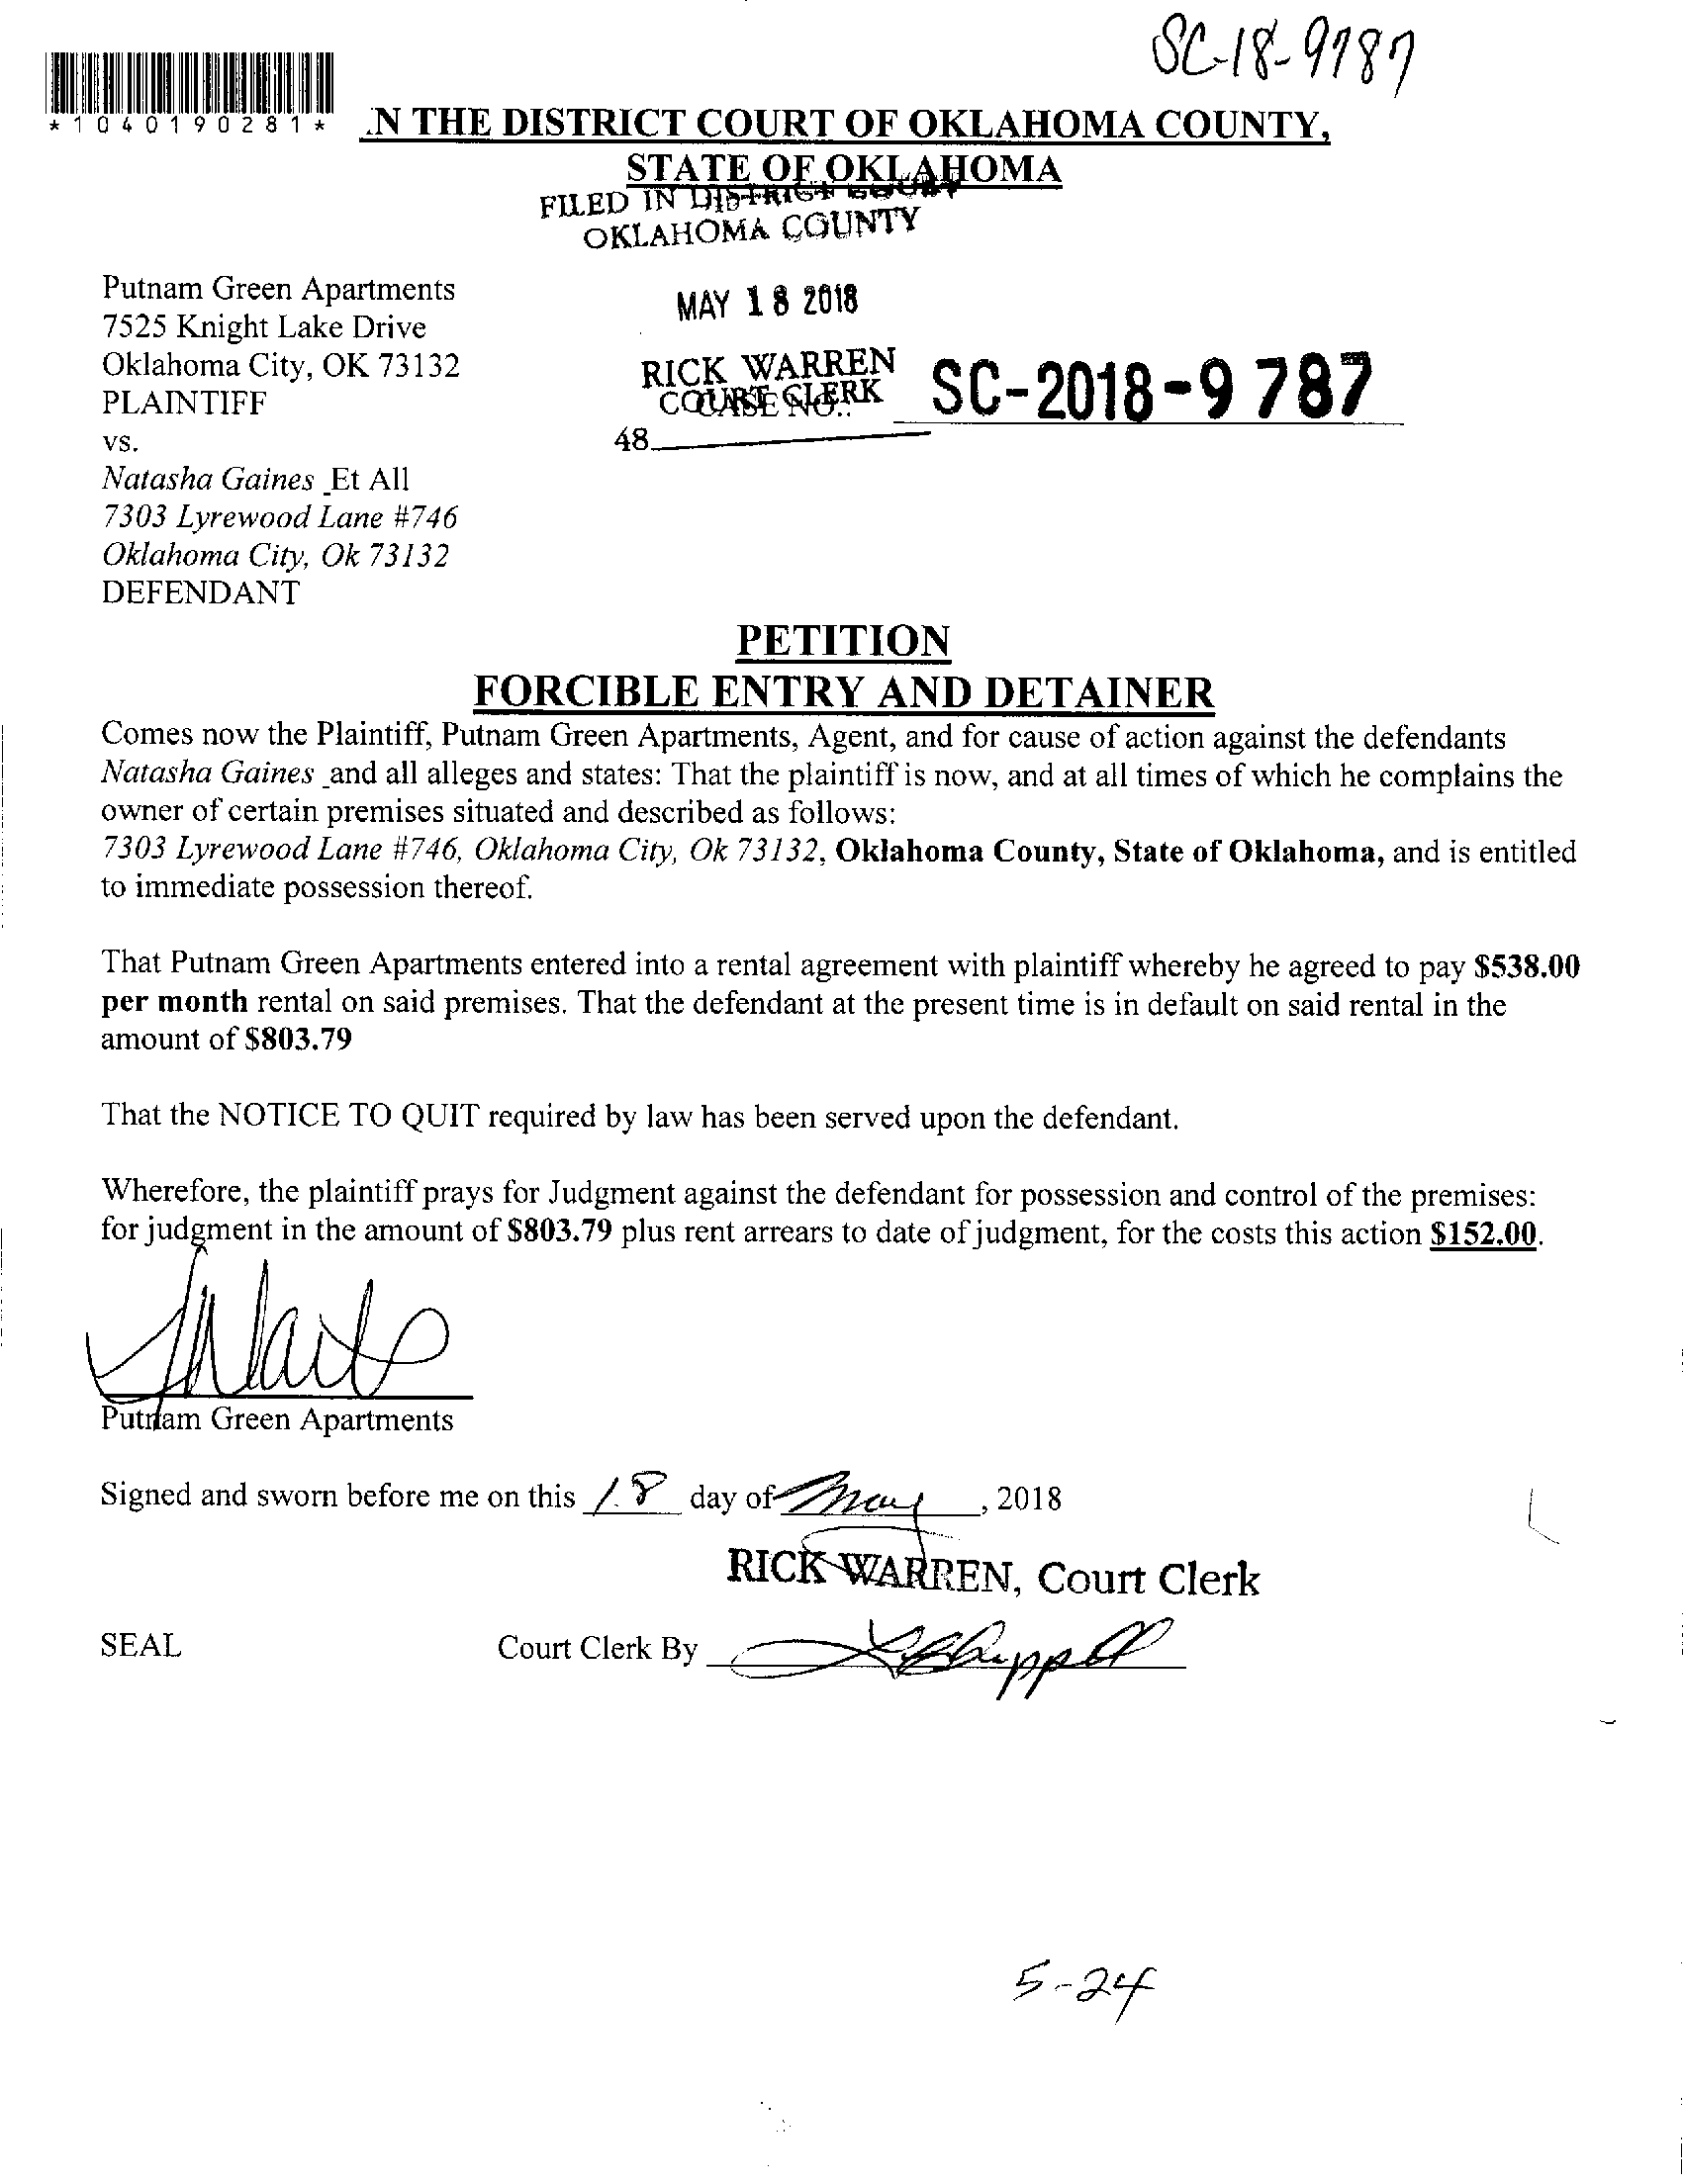 SC-18-9787
*1040190281*
.N THE DISTRICT COURT OF OKLAHOMA COUNTY,
STATE OF OKLAHOMA
FILED IN DISTRICT COURT
OKLAHOMA COUNTY
MAY 18 2018
RICK WARREN
COURT CLERK
CASE NO.: SC-2018-9 787
48
Putnam Green Apartments
7525 Knight Lake Drive
Oklahoma City, OK 73132
PLAINTIFF
vs.
Natasha Gaines Et All
7303 Lyrewood Lane #746
Oklahoma City, Ok 73132
DEFENDANT
PETITION
FORCIBLE ENTRY AND DETAINER
Comes now the Plaintiff, Putnam Green Apartments, Agent, and for cause of action against the defendants
Natasha Gaines and all alleges and states: That the plaintiff is now, and at all times of which he complains the
owner of certain premises situated and described as follows:
7303 Lyrewood Lane #746, Oklahoma City, Ok 73132, Oklahoma County, State of Oklahoma, and is entitled
to immediate possession thereof.
That Putnam Green Apartments entered into a rental agreement with plaintiff whereby he agreed to pay $538.00
per month rental on said premises. That the defendant at the present time is in default on said rental in the
amount of $803.79
That the NOTICE TO QUIT required by law has been served upon the defendant.
Wherefore, the plaintiff prays for Judgment against the defendant for possession and control of the premises:
for judgment in the amount of $803.79 plus rent arrears to date of judgment, for the costs this action $152.00.
Putnam Green Apartments
Signed and sworn before me on this 18 day of May, 2018
RICK WARREN, Court Clerk
SEAL Court Clerk By
5-24